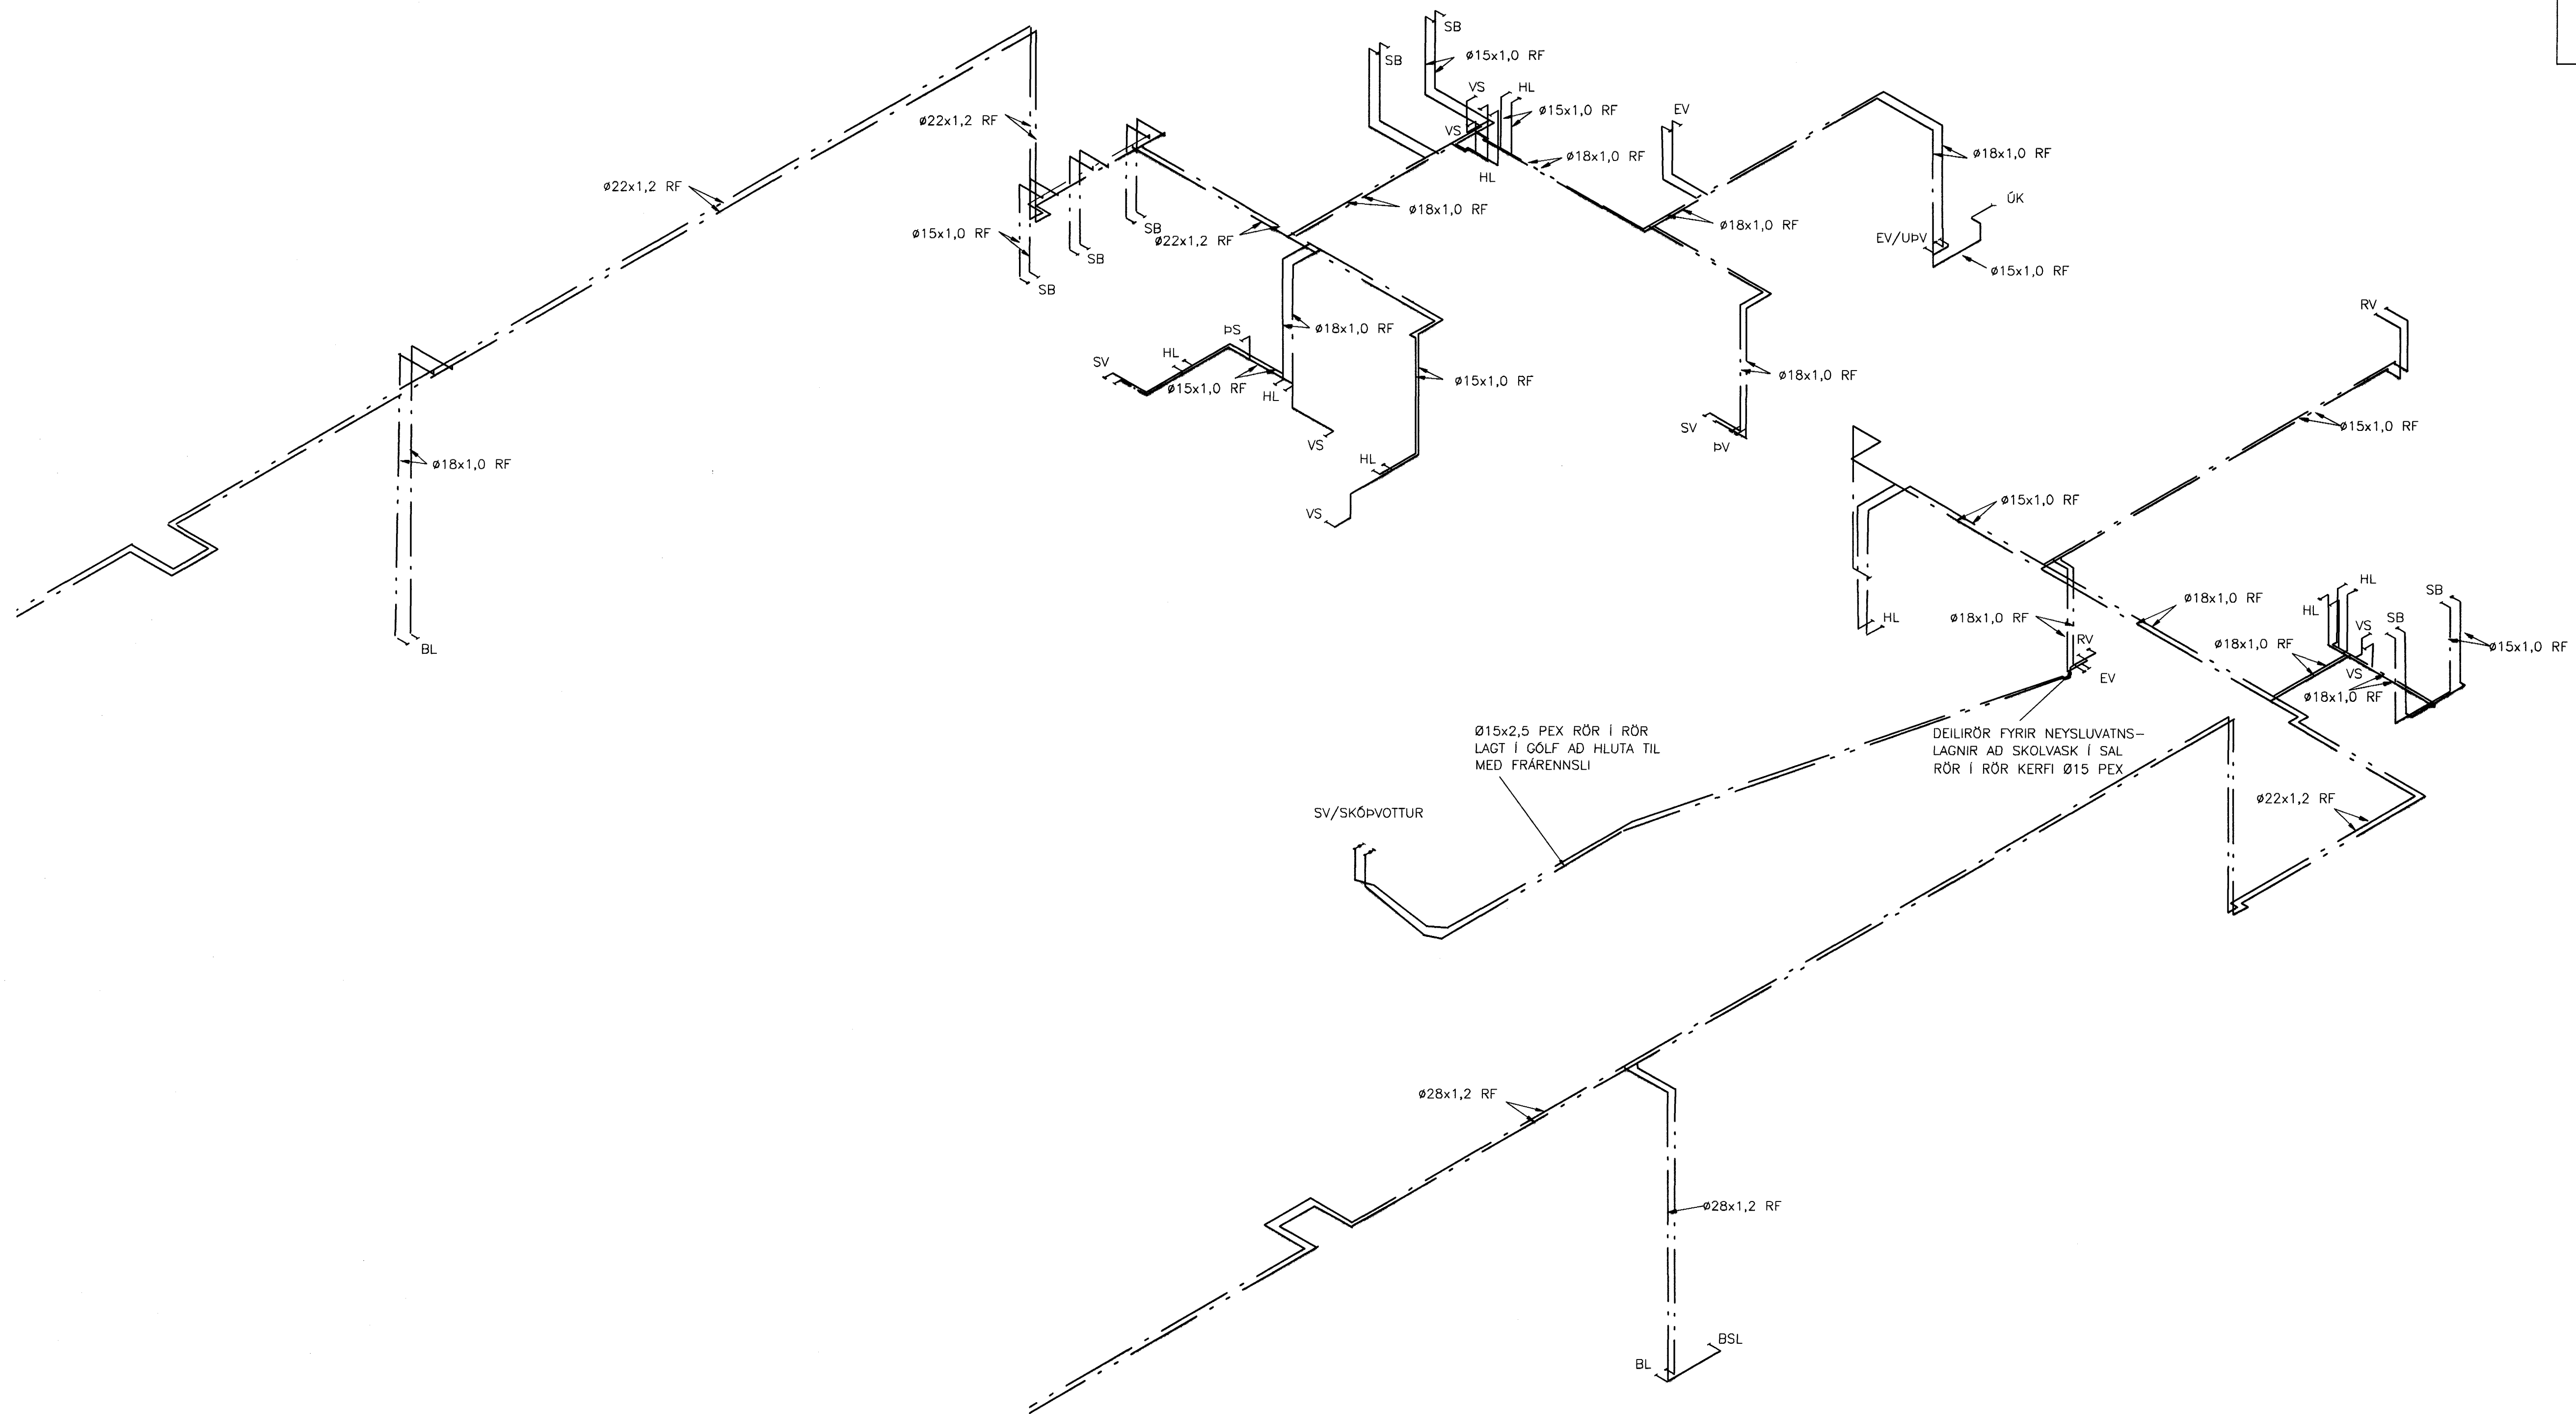 SB
SB
ø15x1,0 RF
VS
HL
ø15x1,0 RF
EV
ø22x1,2 RF
VS
ø18x1,0 RF
ø18x1,0 RF
HL
ø22x1,2 RF
ÚK
ø18x1,0 RF
ø18x1,0 RF
SB
ø15x1,0 RF
ø22x1,2 RF
EV/UÞV
SB
ø15x1,0 RF
SB
RV
ø18x1,0 RF
ÞS
HL
SV
ø15x1,0 RF
ø15x1,0 RF
ø18x1,0 RF
HL
SV
ø15x1,0 RF
VS
ÞV
HL
ø18x1,0 RF
ø15x1,0 RF
VS
HL
SB
ø18x1,0 RF
HL
ø18x1,0 RF
SB
HL
VS
RV
ø18x1,0 RF
ø15x1,0 RF
BL
VS
EV
ø18x1,0 RF
Ø15x2,5 PEX RÖR Í RÖR
LAGT Í GÓLF AÐ HLUTA TIL
MED FRÁRENNSLI
DEILIRÖR FYRIR NEYSLUVATNS-
LAGNIR AÐ SKOLVASK Í SAL
RÖR Í RÖR KERFI Ø15 PEX
ø22x1,2 RF
SV/SKÓÞVOTTUR
ø28x1,2 RF
ø28x1,2 RF
BSL
BL